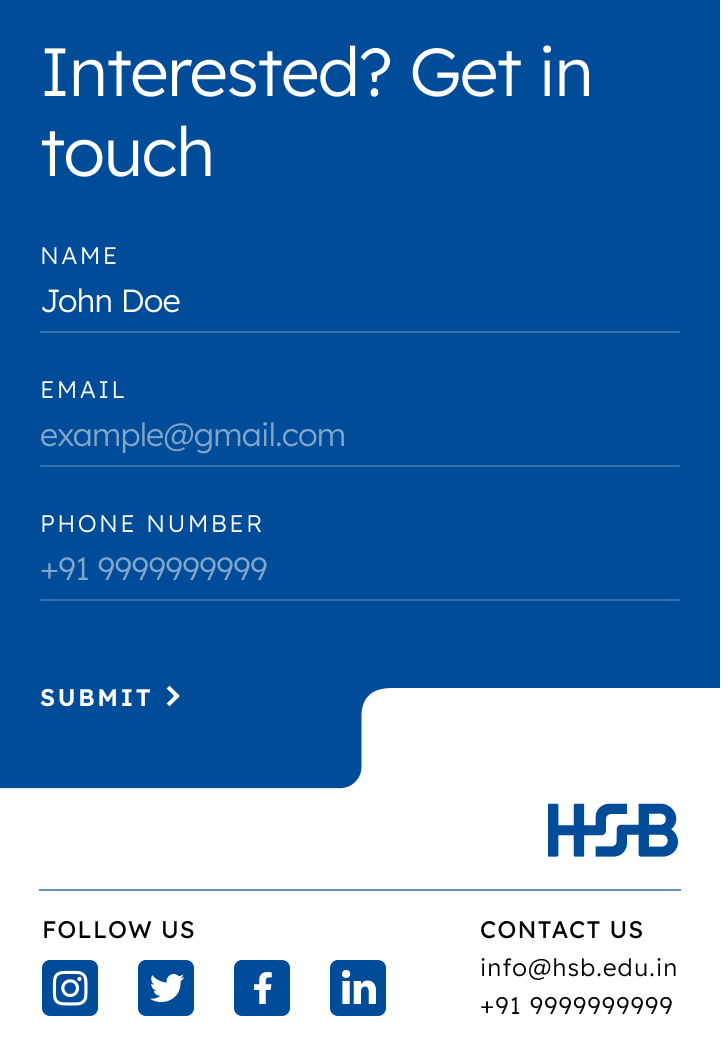 Interested? Get in
touch
NAME
John Doe
EMAIL
example@gmail.com
PHONE NUMBER
+91 9999999999
SUBMIT
HSB
FOLLOW US
CONTACT US
info@hsb.edu.in
+91 9999999999